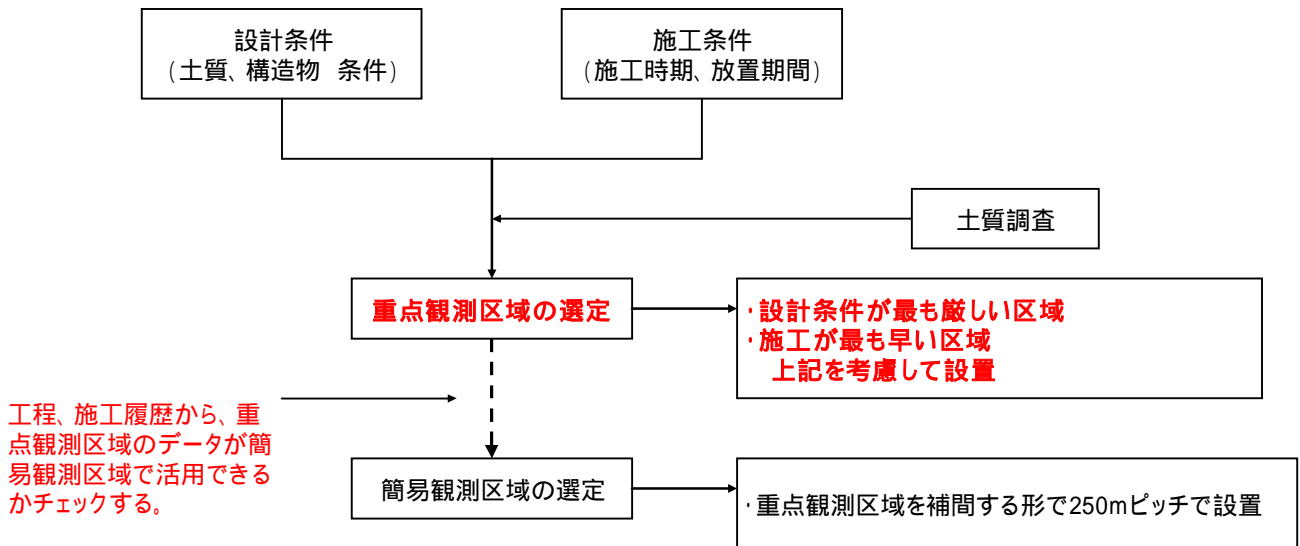 設計条件
(土質、構造物 条件)
施工条件
(施工時期、放置期間)
土質調査
重点観測区域の選定
・設計条件が最も厳しい区域
・施工が最も早い区域
上記を考慮して設置
工程、施工履歴から、重
点観測区域のデータが簡
易観測区域で活用できる
かチェックする。
簡易観測区域の選定
・重点観測区域を補間する形で250mピッチで設置